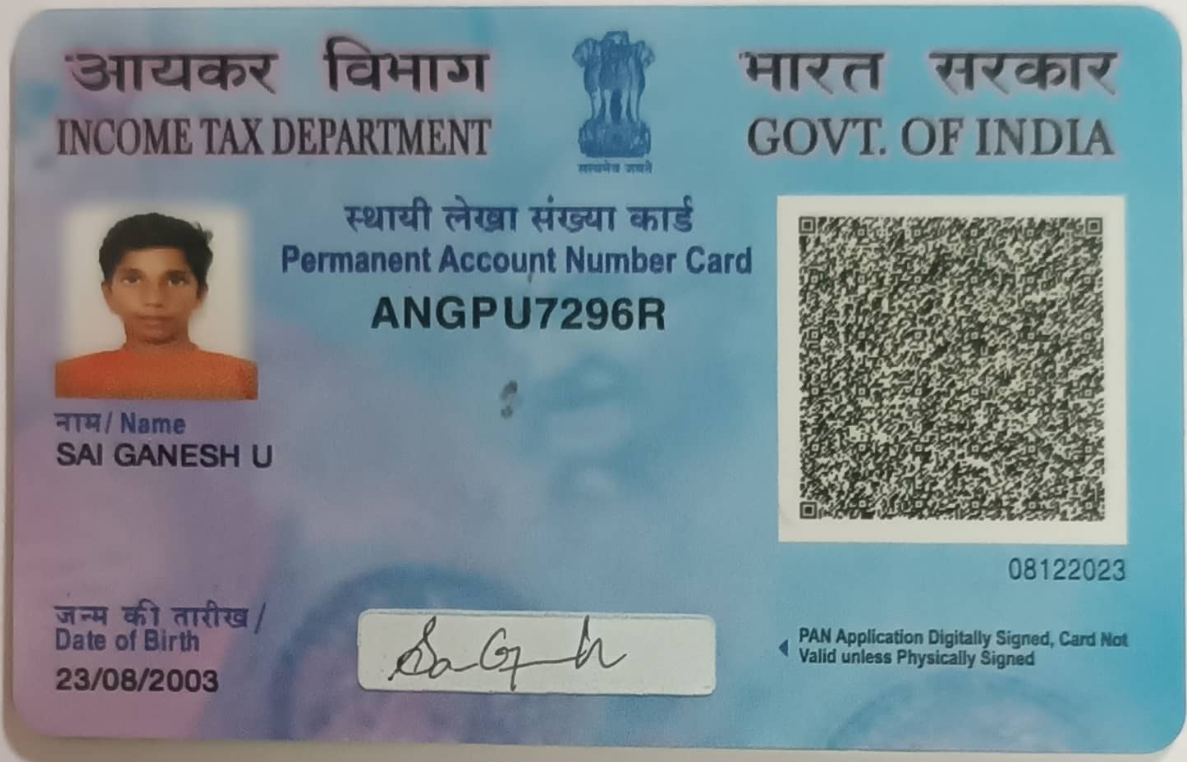 आयकर विभाग
INCOME TAX DEPARTMENT
सत्यमेव जयते
भारत सरकार
GOVT. OF INDIA
स्थायी लेखा संख्या कार्ड
Permanent Account Number Card
ANGPU7296R
नाम / Name
SAI GANESH U
08122023
जन्म की तारीख /
Date of Birth
23/08/2003
PAN Application Digitally Signed, Card Not
Valid unless Physically Signed